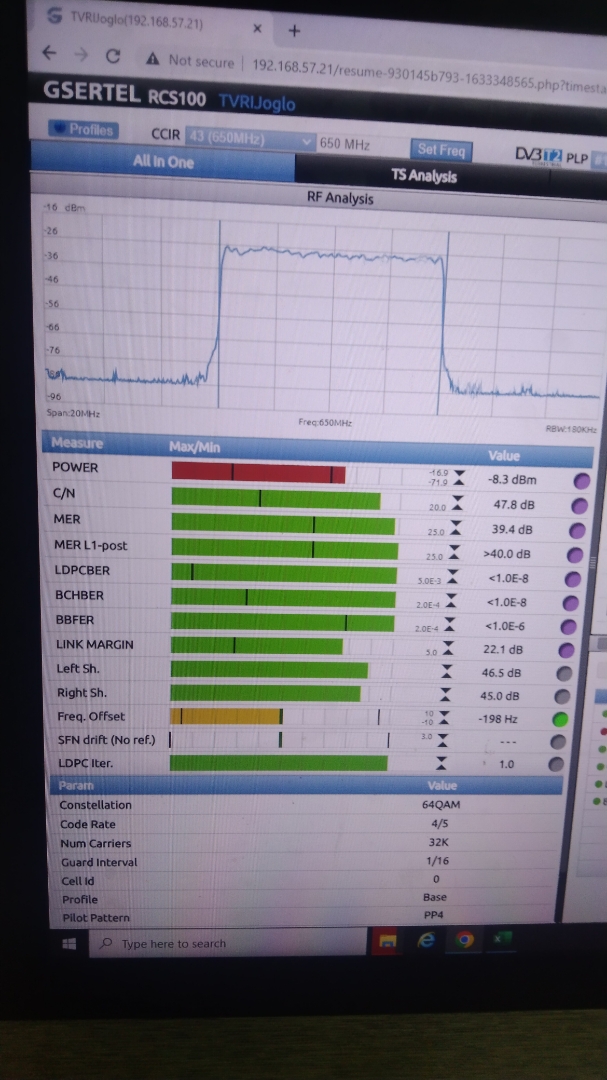 TVRIJoglo(192.168.57.21)
Not secure | 192.168.57.21/resume-930145b793-1633348565.php?timesta
GSERTEL RCS100 TVRIJoglo
Profiles CCIR 43 (650MHz) 650 MHz Set Freq DVB T2 PLP
All In One TS Analysis
RF Analysis
-16 dBm
-26
-36
-46
-56
-66
-76
-96
Span:20MHz Freq:650MHz RBW:180KHz
Measure Max/Min Value
POWER -16.9 -71.9 -8.3 dBm
C/N 20.0 47.8 dB
MER 25.0 39.4 dB
MER L1-post 25.0 >40.0 dB
LDPCBER 5.0E-3 <1.0E-8
BCHBER 2.0E-4 <1.0E-8
BBFER 2.0E-4 <1.0E-6
LINK MARGIN 5.0 22.1 dB
Left Sh. 46.5 dB
Right Sh. 45.0 dB
Freq. Offset 10 -10 -198 Hz
SFN drift (No ref.) 3.0 ---
LDPC Iter. 1.0
Param Value
Constellation 64QAM
Code Rate 4/5
Num Carriers 32K
Guard Interval 1/16
Cell Id 0
Profile Base
Pilot Pattern PP4
Type here to search